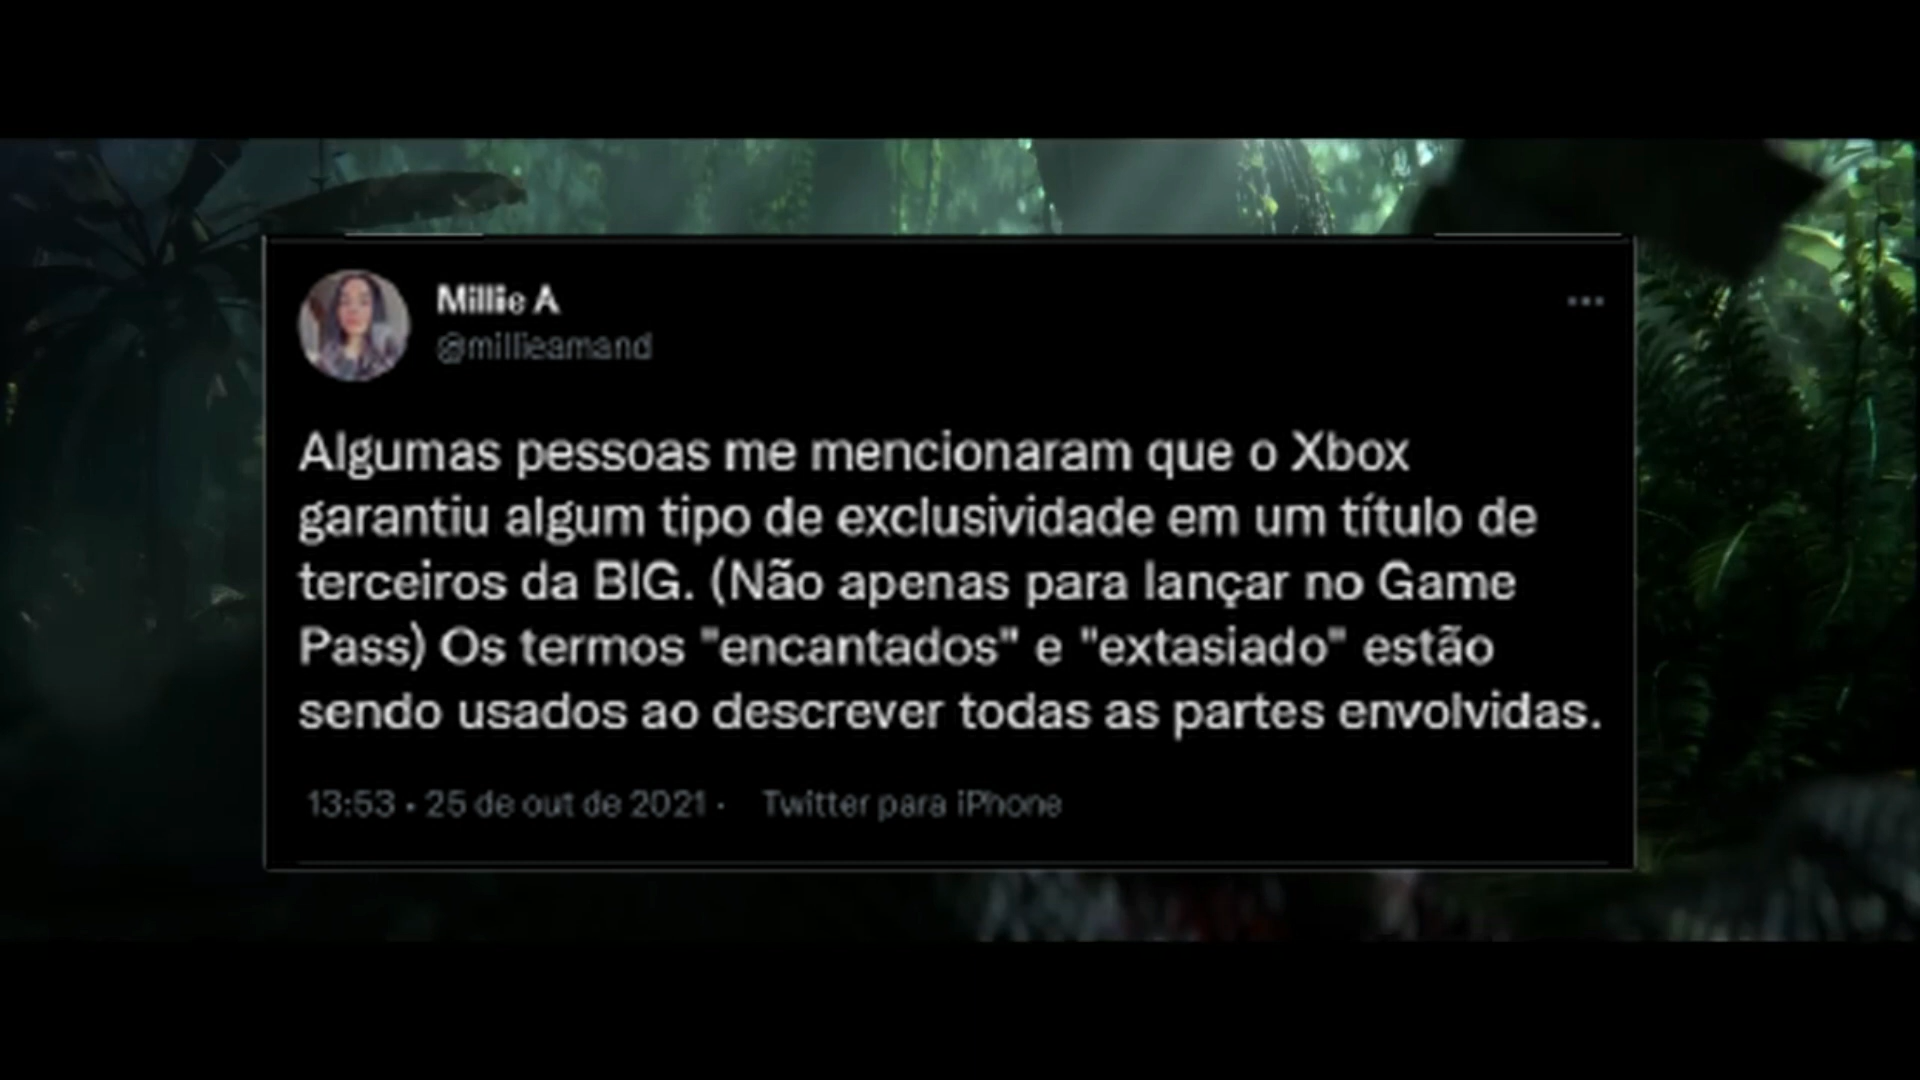 Millie A
@millieamand
Algumas pessoas me mencionaram que o Xbox
garantiu algum tipo de exclusividade em um título de
terceiros da BIG. (Não apenas para lançar no Game
Pass) Os termos "encantados" e "extasiado" estão
sendo usados ao descrever todas as partes envolvidas.
13:53 · 25 de out de 2021 · Twitter para iPhone